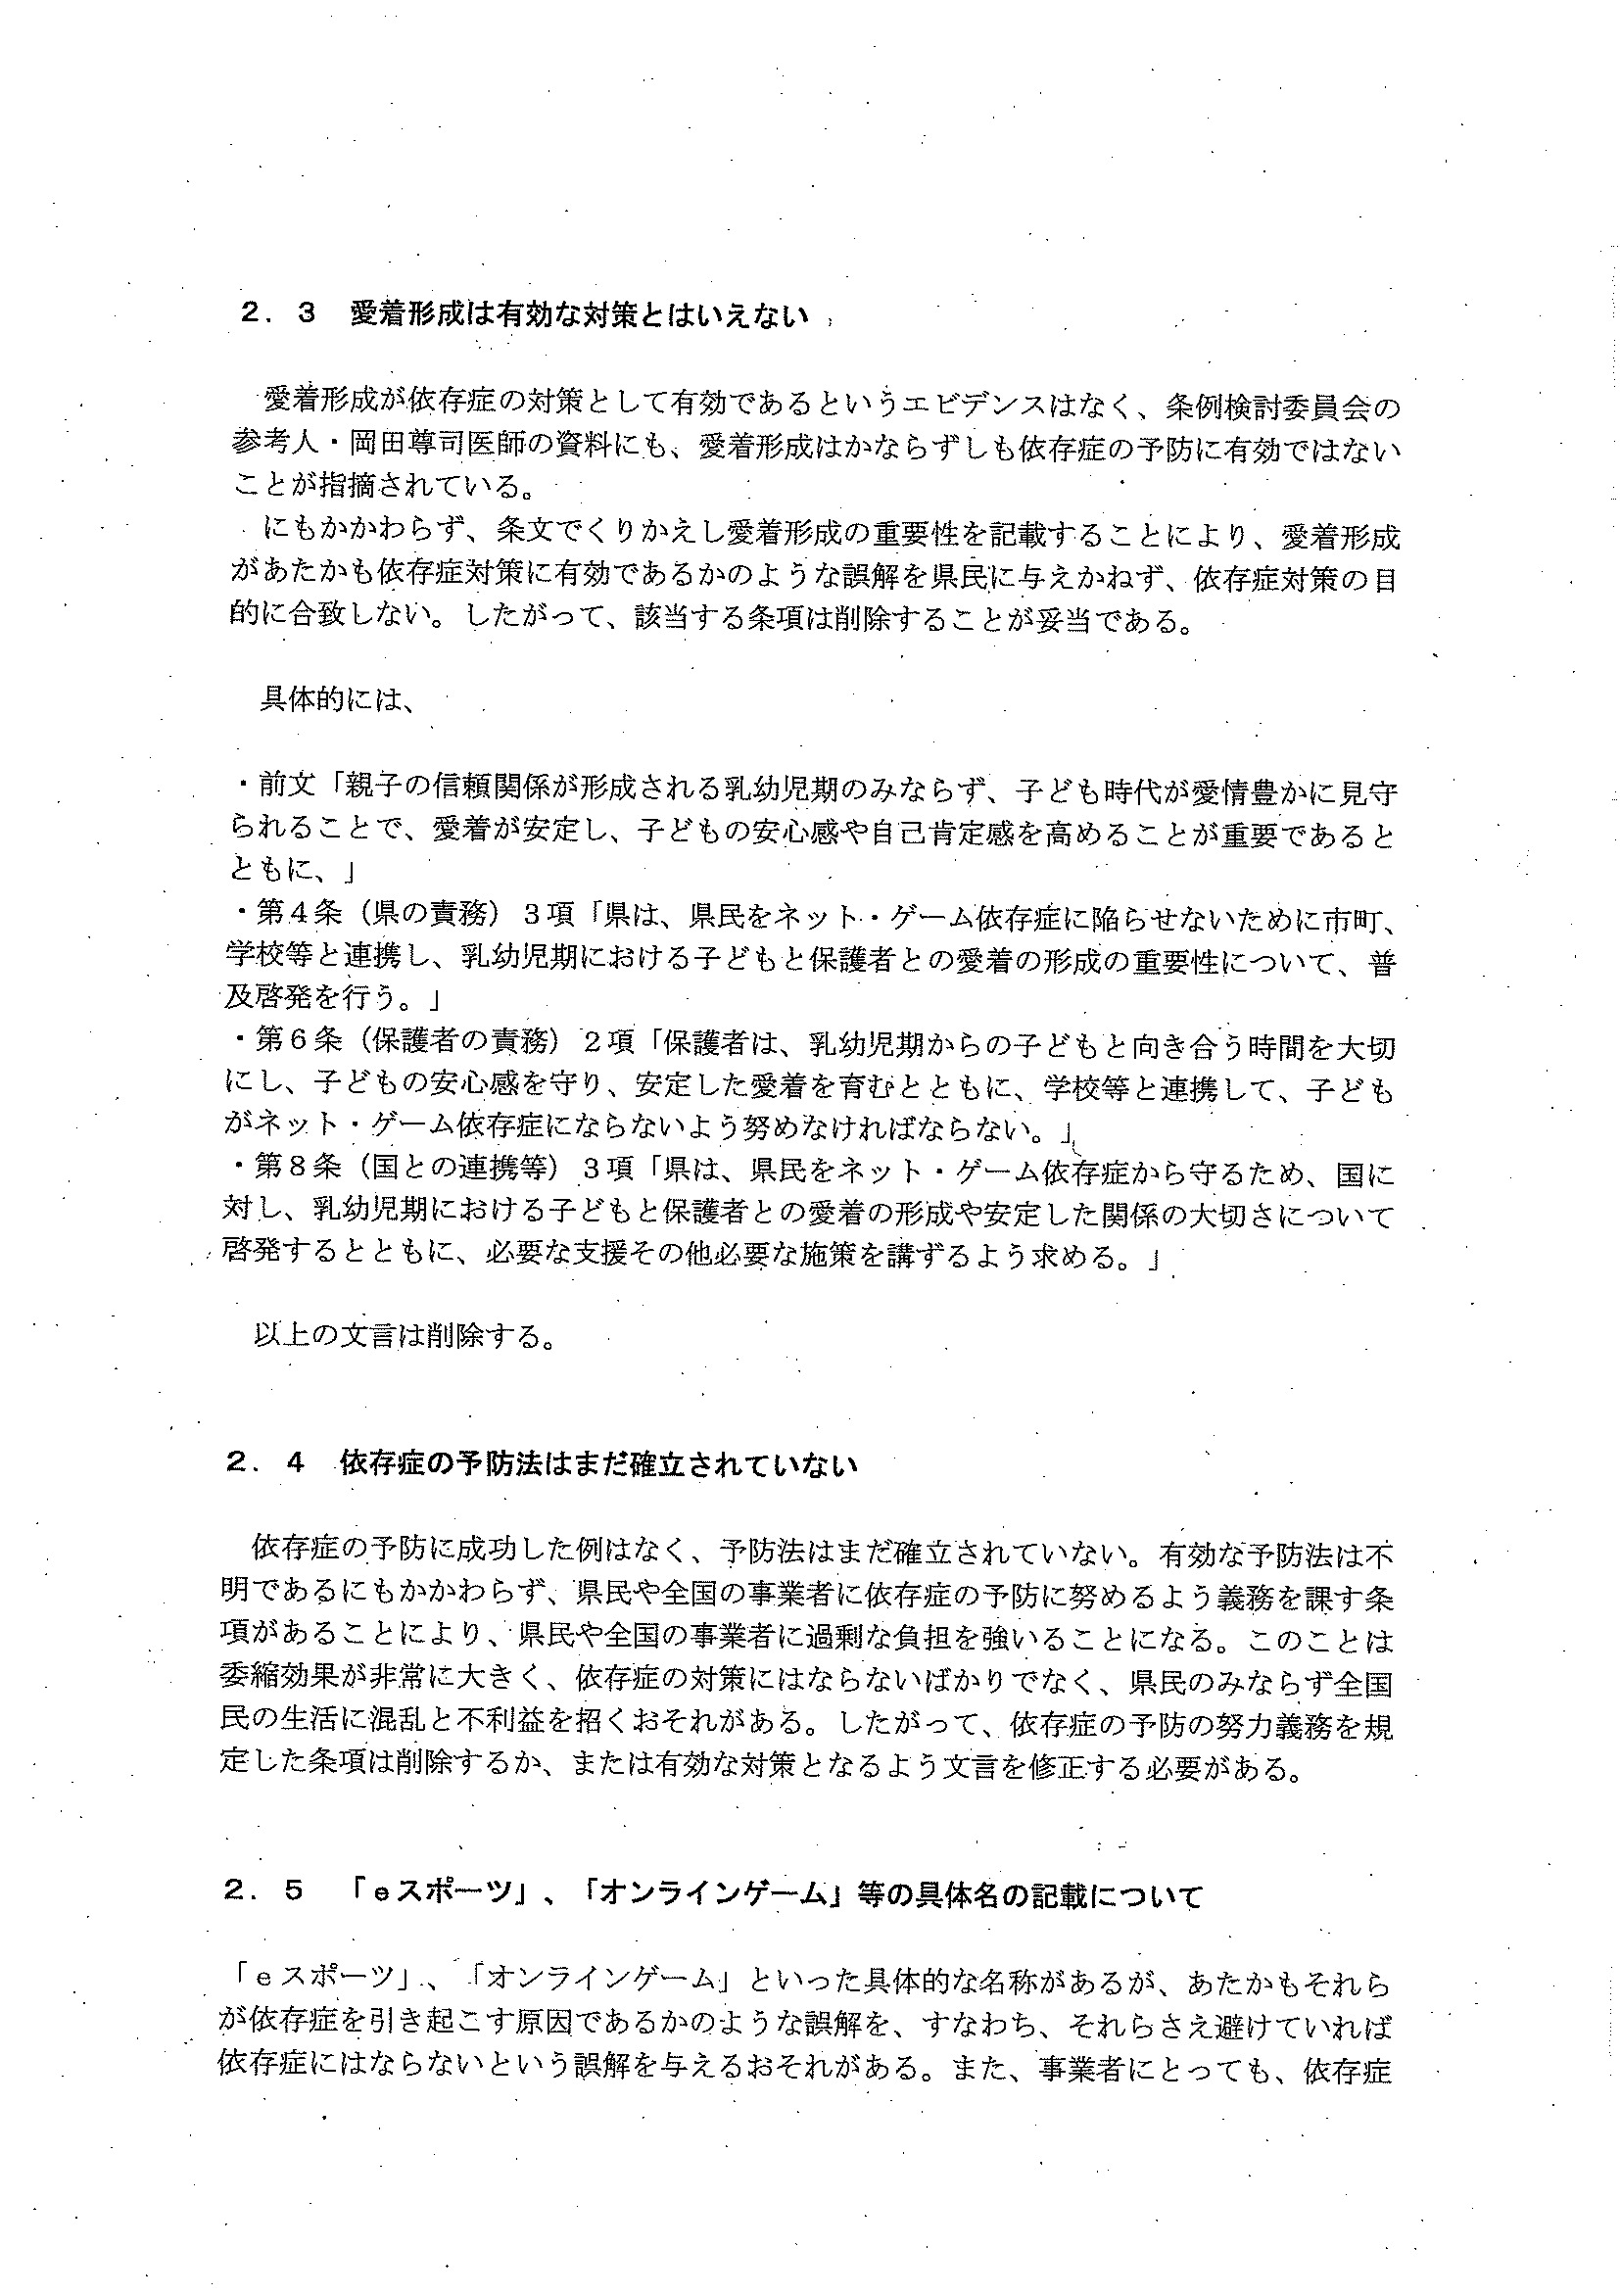 ２．３　愛着形成は有効な対策とはいえない
愛着形成が依存症の対策として有効であるというエビデンスはなく、条例検討委員会の
参考人・岡田尊司医師の資料にも、愛着形成はかならずしも依存症の予防に有効ではない
ことが指摘されている。
にもかかわらず、条文でくりかえし愛着形成の重要性を記載することにより、愛着形成
があたかも依存症対策に有効であるかのような誤解を県民に与えかねず、依存症対策の目
的に合致しない。したがって、該当する条項は削除することが妥当である。
具体的には、
・前文「親子の信頼関係が形成される乳幼児期のみならず、子ども時代が愛情豊かに見守
られることで、愛着が安定し、子どもの安心感や自己肯定感を高めることが重要であると
ともに、」
・第４条（県の責務）３項「県は、県民をネット・ゲーム依存症に陥らせないために市町、
学校等と連携し、乳幼児期における子どもと保護者との愛着の形成の重要性について、普
及啓発を行う。」
・第６条（保護者の責務）２項「保護者は、乳幼児期からの子どもと向き合う時間を大切
にし、子どもの安心感を守り、安定した愛着を育むとともに、学校等と連携して、子ども
がネット・ゲーム依存症にならないよう努めなければならない。」
・第８条（国との連携等）３項「県は、県民をネット・ゲーム依存症から守るため、国に
対し、乳幼児期における子どもと保護者との愛着の形成や安定した関係の大切さについて
啓発するとともに、必要な支援その他必要な施策を講ずるよう求める。」
以上の文言は削除する。
２．４　依存症の予防法はまだ確立されていない
依存症の予防に成功した例はなく、予防法はまだ確立されていない。有効な予防法は不
明であるにもかかわらず、県民や全国の事業者に依存症の予防に努めるよう義務を課す条
項があることにより、県民や全国の事業者に過剰な負担を強いることになる。このことは
委縮効果が非常に大きく、依存症の対策にはならないばかりでなく、県民のみならず全国
民の生活に混乱と不利益を招くおそれがある。したがって、依存症の予防の努力義務を規
定した条項は削除するか、または有効な対策となるよう文言を修正する必要がある。
２．５　「ｅスポーツ」、「オンラインゲーム」等の具体名の記載について
「ｅスポーツ」、「オンラインゲーム」といった具体的な名称があるが、あたかもそれら
が依存症を引き起こす原因であるかのような誤解を、すなわち、それらさえ避けていれば
依存症にはならないという誤解を与えるおそれがある。また、事業者にとっても、依存症